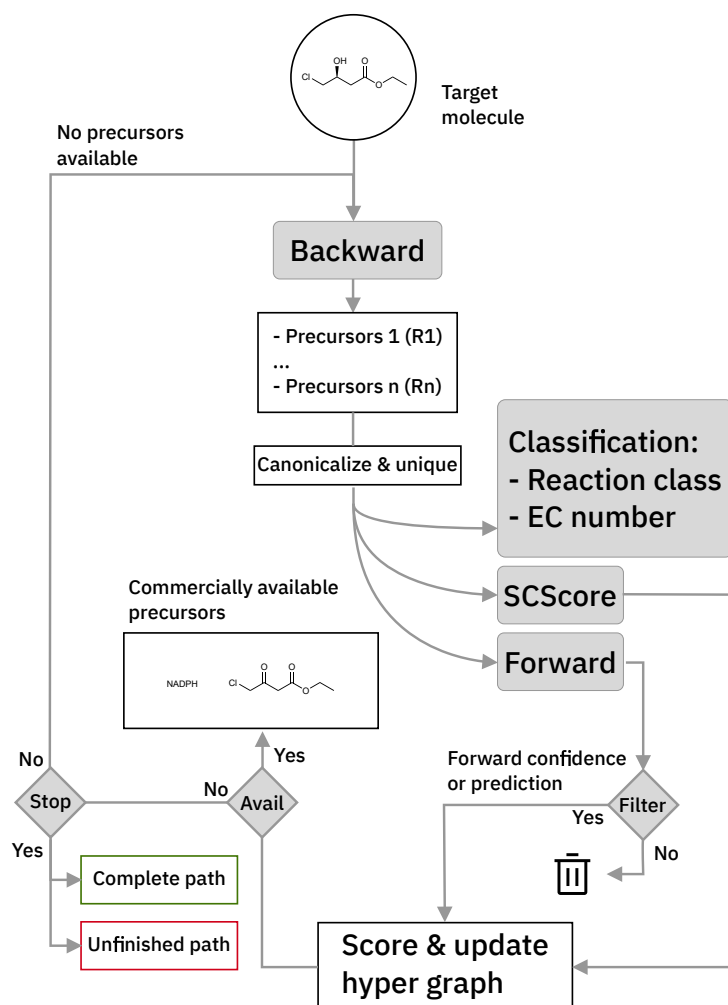 OH
O
Cl
O
Target
molecule
No precursors
available
Backward
- Precursors 1 (R1)
...
- Precursors n (Rn)
Canonicalize & unique
Classification:
- Reaction class
- EC number
SCScore
Forward
Commercially available
precursors
NADPH
O
O
Cl
O
No
Yes
Forward confidence
or prediction
Stop
No
Avail
Filter
Yes
Yes
No
Complete path
Unfinished path
Score & update
hyper graph